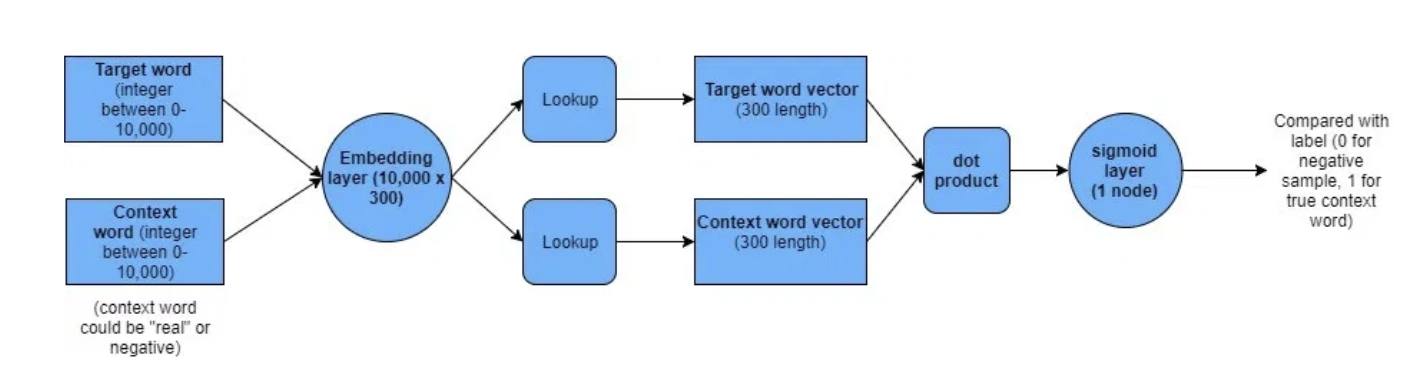 Target word
(integer
between 0-
10,000)
Context
word (integer
between 0-
10,000)
(context word
could be "real" or
negative)
Embedding
layer (10,000 x
300)
Lookup
Lookup
Target word vector
(300 length)
Context word vector
(300 length)
dot
product
sigmoid
layer
(1 node)
Compared with
label (0 for
negative
sample, 1 for
true context
word)